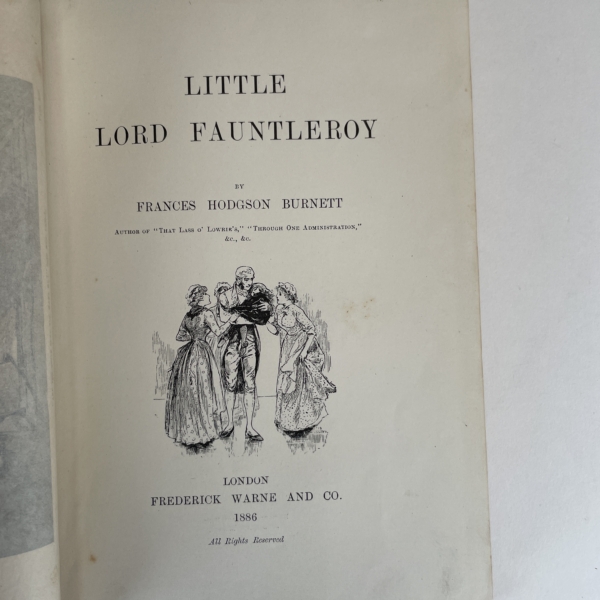 LITTLE
LORD FAUNTLEROY
BY
FRANCES HODGSON BURNETT
AUTHOR OF "THAT LASS O' LOWRIE'S," "THROUGH ONE ADMINISTRATION,"
&c., &c.
LONDON
FREDERICK WARNE AND CO.
1886
All Rights Reserved